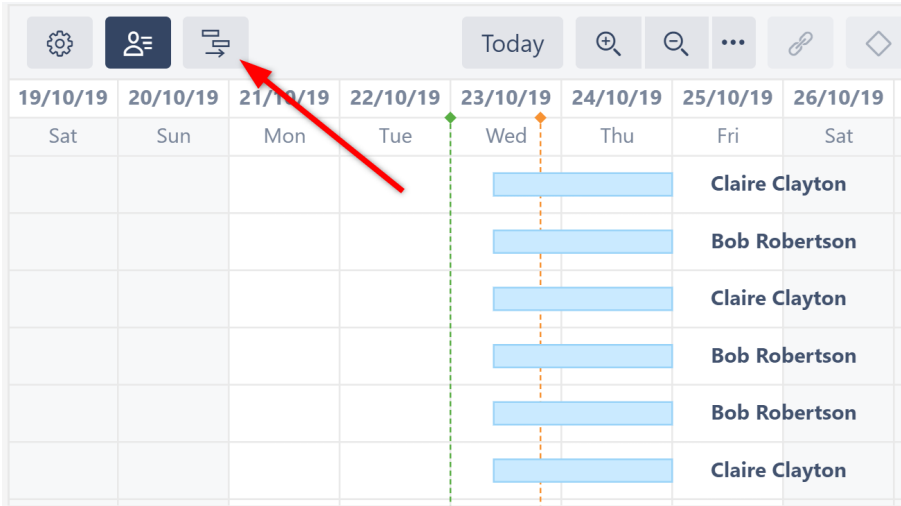 Today
19/10/19 20/10/19 21/10/19 22/10/19 23/10/19 24/10/19 25/10/19 26/10/19
Sat Sun Mon Tue Wed Thu Fri Sat
Claire Clayton
Bob Robertson
Claire Clayton
Bob Robertson
Bob Robertson
Claire Clayton